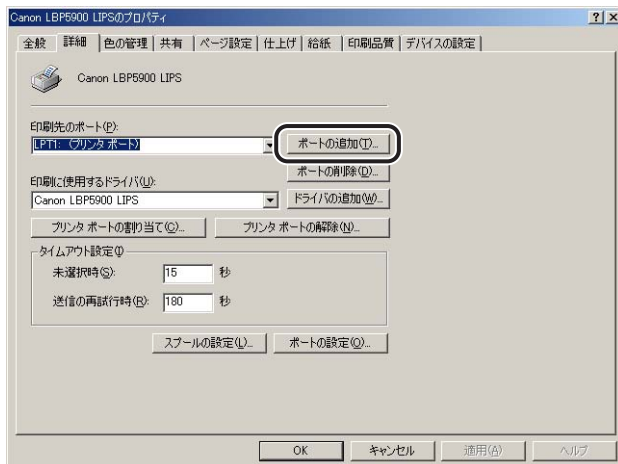 Canon LBP5900 LIPSのプロパティ
全般 詳細 色の管理 共有 ページ設定 仕上げ 給紙 印刷品質 デバイスの設定
Canon LBP5900 LIPS
印刷先のポート(P):
LPT1: (プリンタ ポート) ポートの追加(T)...
ポートの削除(D)...
印刷に使用するドライバ(U):
Canon LBP5900 LIPS ドライバの追加(W)...
プリンタ ポートの割り当て(C)... プリンタ ポートの解除(N)...
タイムアウト設定(I)
未選択時(S): 15 秒
送信の再試行時(R): 180 秒
スプールの設定(L)... ポートの設定(O)...
OK キャンセル 適用(A) ヘルプ